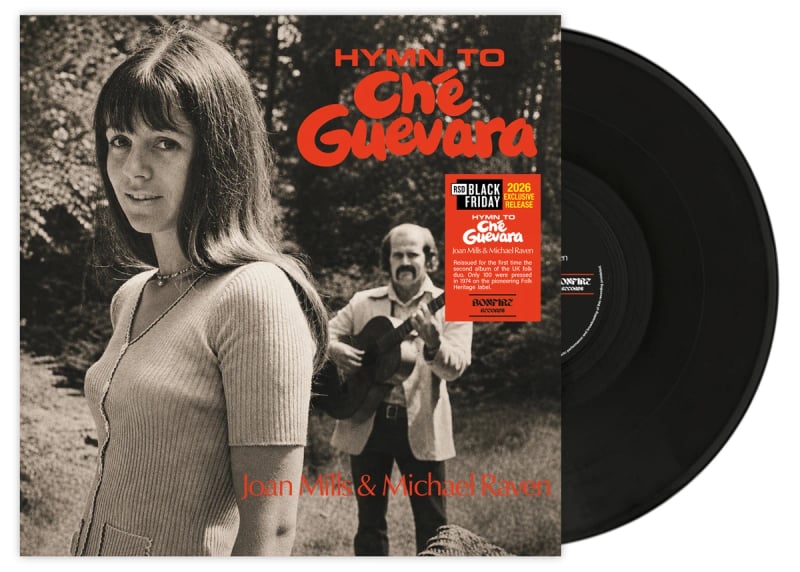 HYMN TO
Ché
Guevara
RSD BLACK FRIDAY
2026
EXCLUSIVE
RELEASE
HYMN TO
Ché
Guevara
Joan Mills & Michael Raven
Reissued for the first time the
second album of the UK folk
duo. Only 100 were pressed
in 1974 on the pioneering Folk
Heritage label.
BONFIRE
RECORDS
Joan Mills & Michael Raven